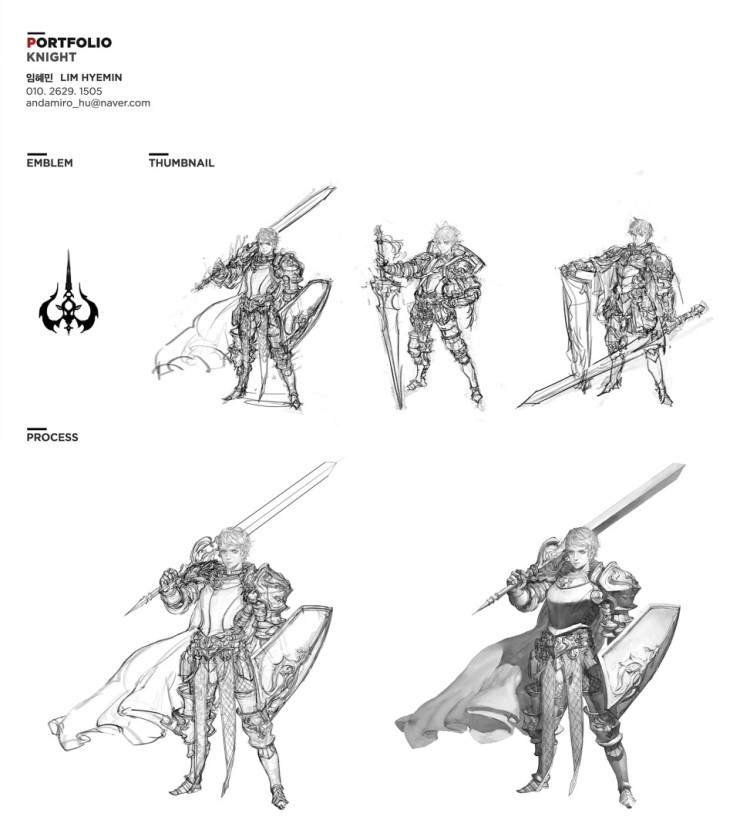 PORTFOLIO
KNIGHT
임혜민 LIM HYEMIN
010. 2629. 1505
andamiro_hu@naver.com
EMBLEM
THUMBNAIL
PROCESS